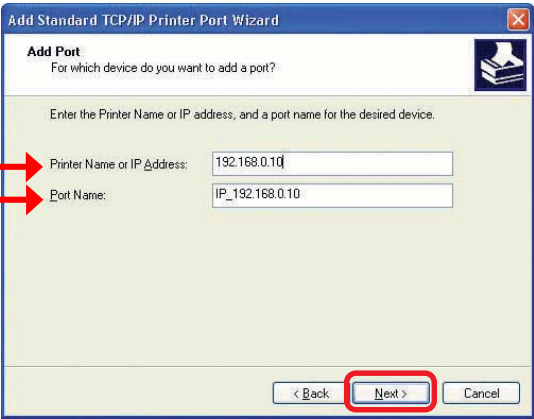 Add Standard TCP/IP Printer Port Wizard
Add Port
For which device do you want to add a port?
Enter the Printer Name or IP address, and a port name for the desired device.
Printer Name or IP Address: 192.168.0.10
Port Name: IP_192.168.0.10
< Back Next > Cancel